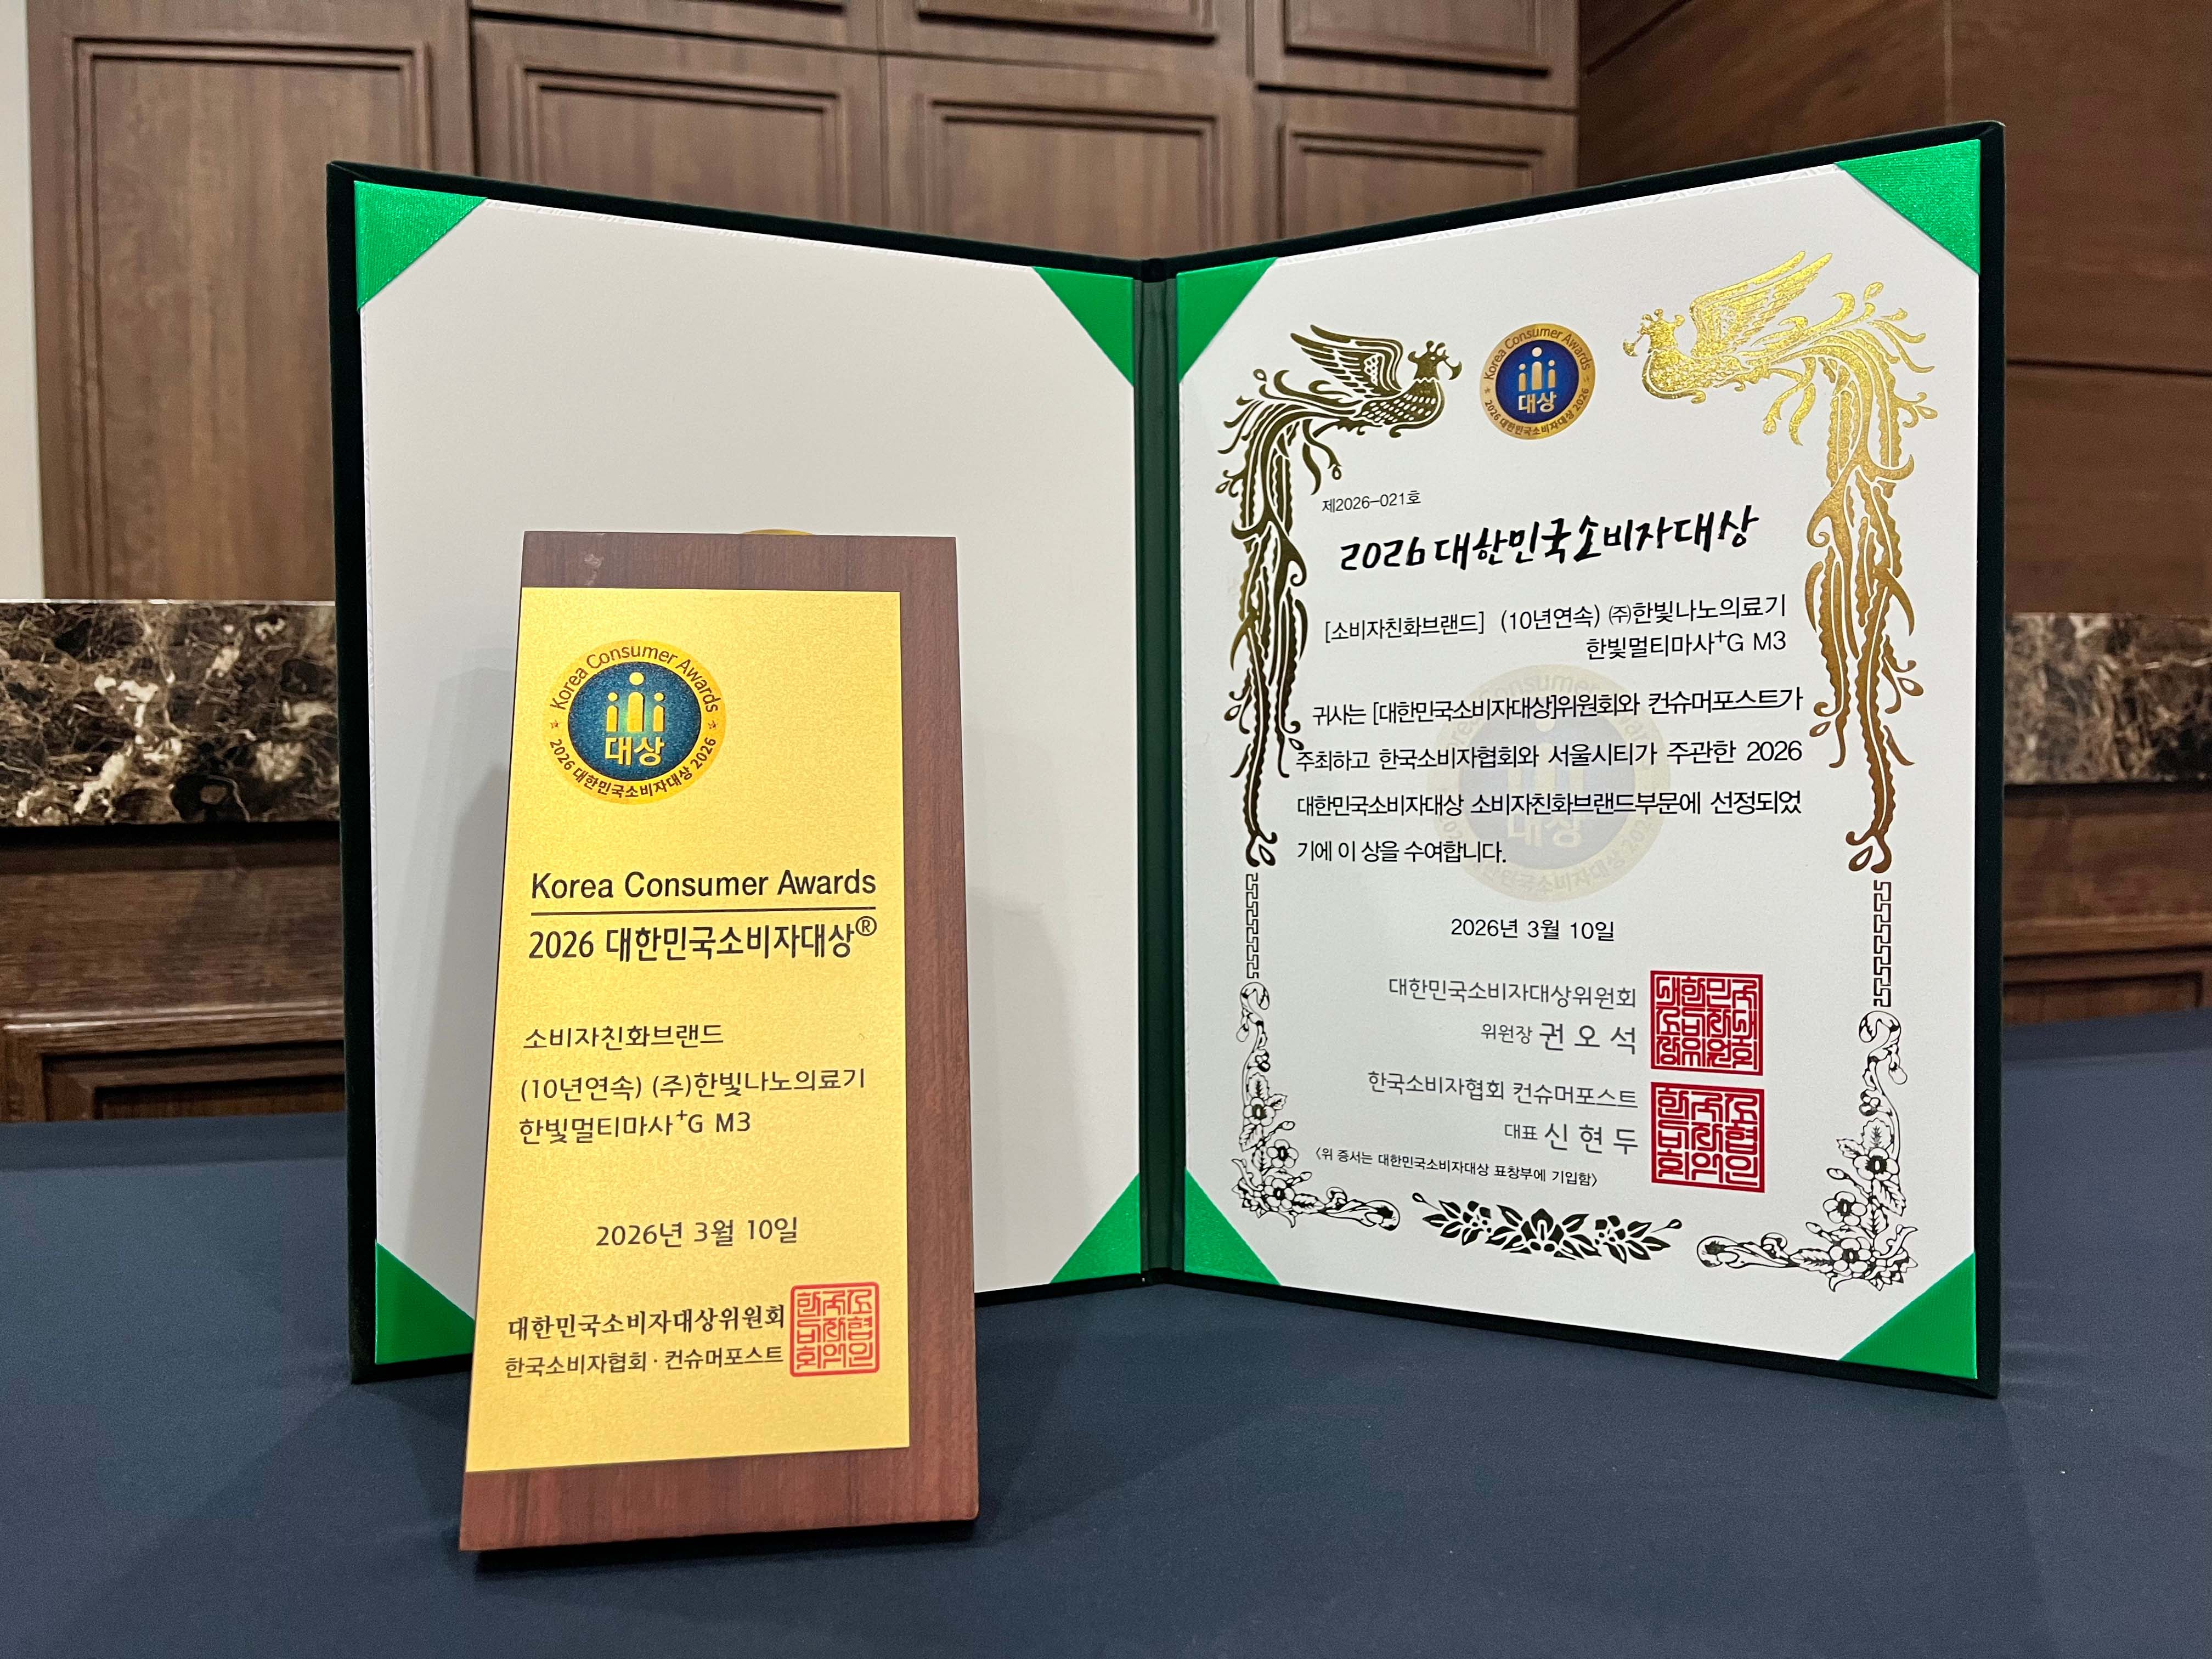 Korea Consumer Awards
대상
2026 대한민국소비자대상 2026
Korea Consumer Awards
2026 대한민국소비자대상®
소비자친화브랜드
(10년연속) (주)한빛나노의료기
한빛멀티마사⁺G M3
2026년 3월 10일
대한민국소비자대상위원회
한국소비자협회·컨슈머포스트
Korea Consumer Awards
대상
2026 대한민국소비자대상 2026
제2026-021호
2026 대한민국소비자대상
[소비자친화브랜드] (10년연속) ㈜한빛나노의료기
한빛멀티마사⁺G M3
귀사는 [대한민국소비자대상]위원회와 컨슈머포스트가
주최하고 한국소비자협회와 서울시티가 주관한 2026
대한민국소비자대상 소비자친화브랜드부문에 선정되었
기에 이 상을 수여합니다.
2026년 3월 10일
대한민국소비자대상위원회
위원장 권오석
한국소비자협회 컨슈머포스트
대표 신현두
<위 증서는 대한민국소비자대상 표창부에 기입함>